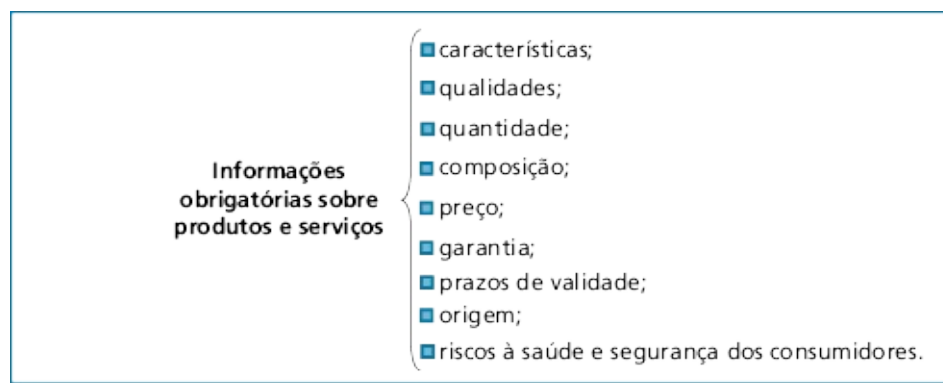 Informações
obrigatórias sobre
produtos e serviços
características;
qualidades;
quantidade;
composição;
preço;
garantia;
prazos de validade;
origem;
riscos à saúde e segurança dos consumidores.